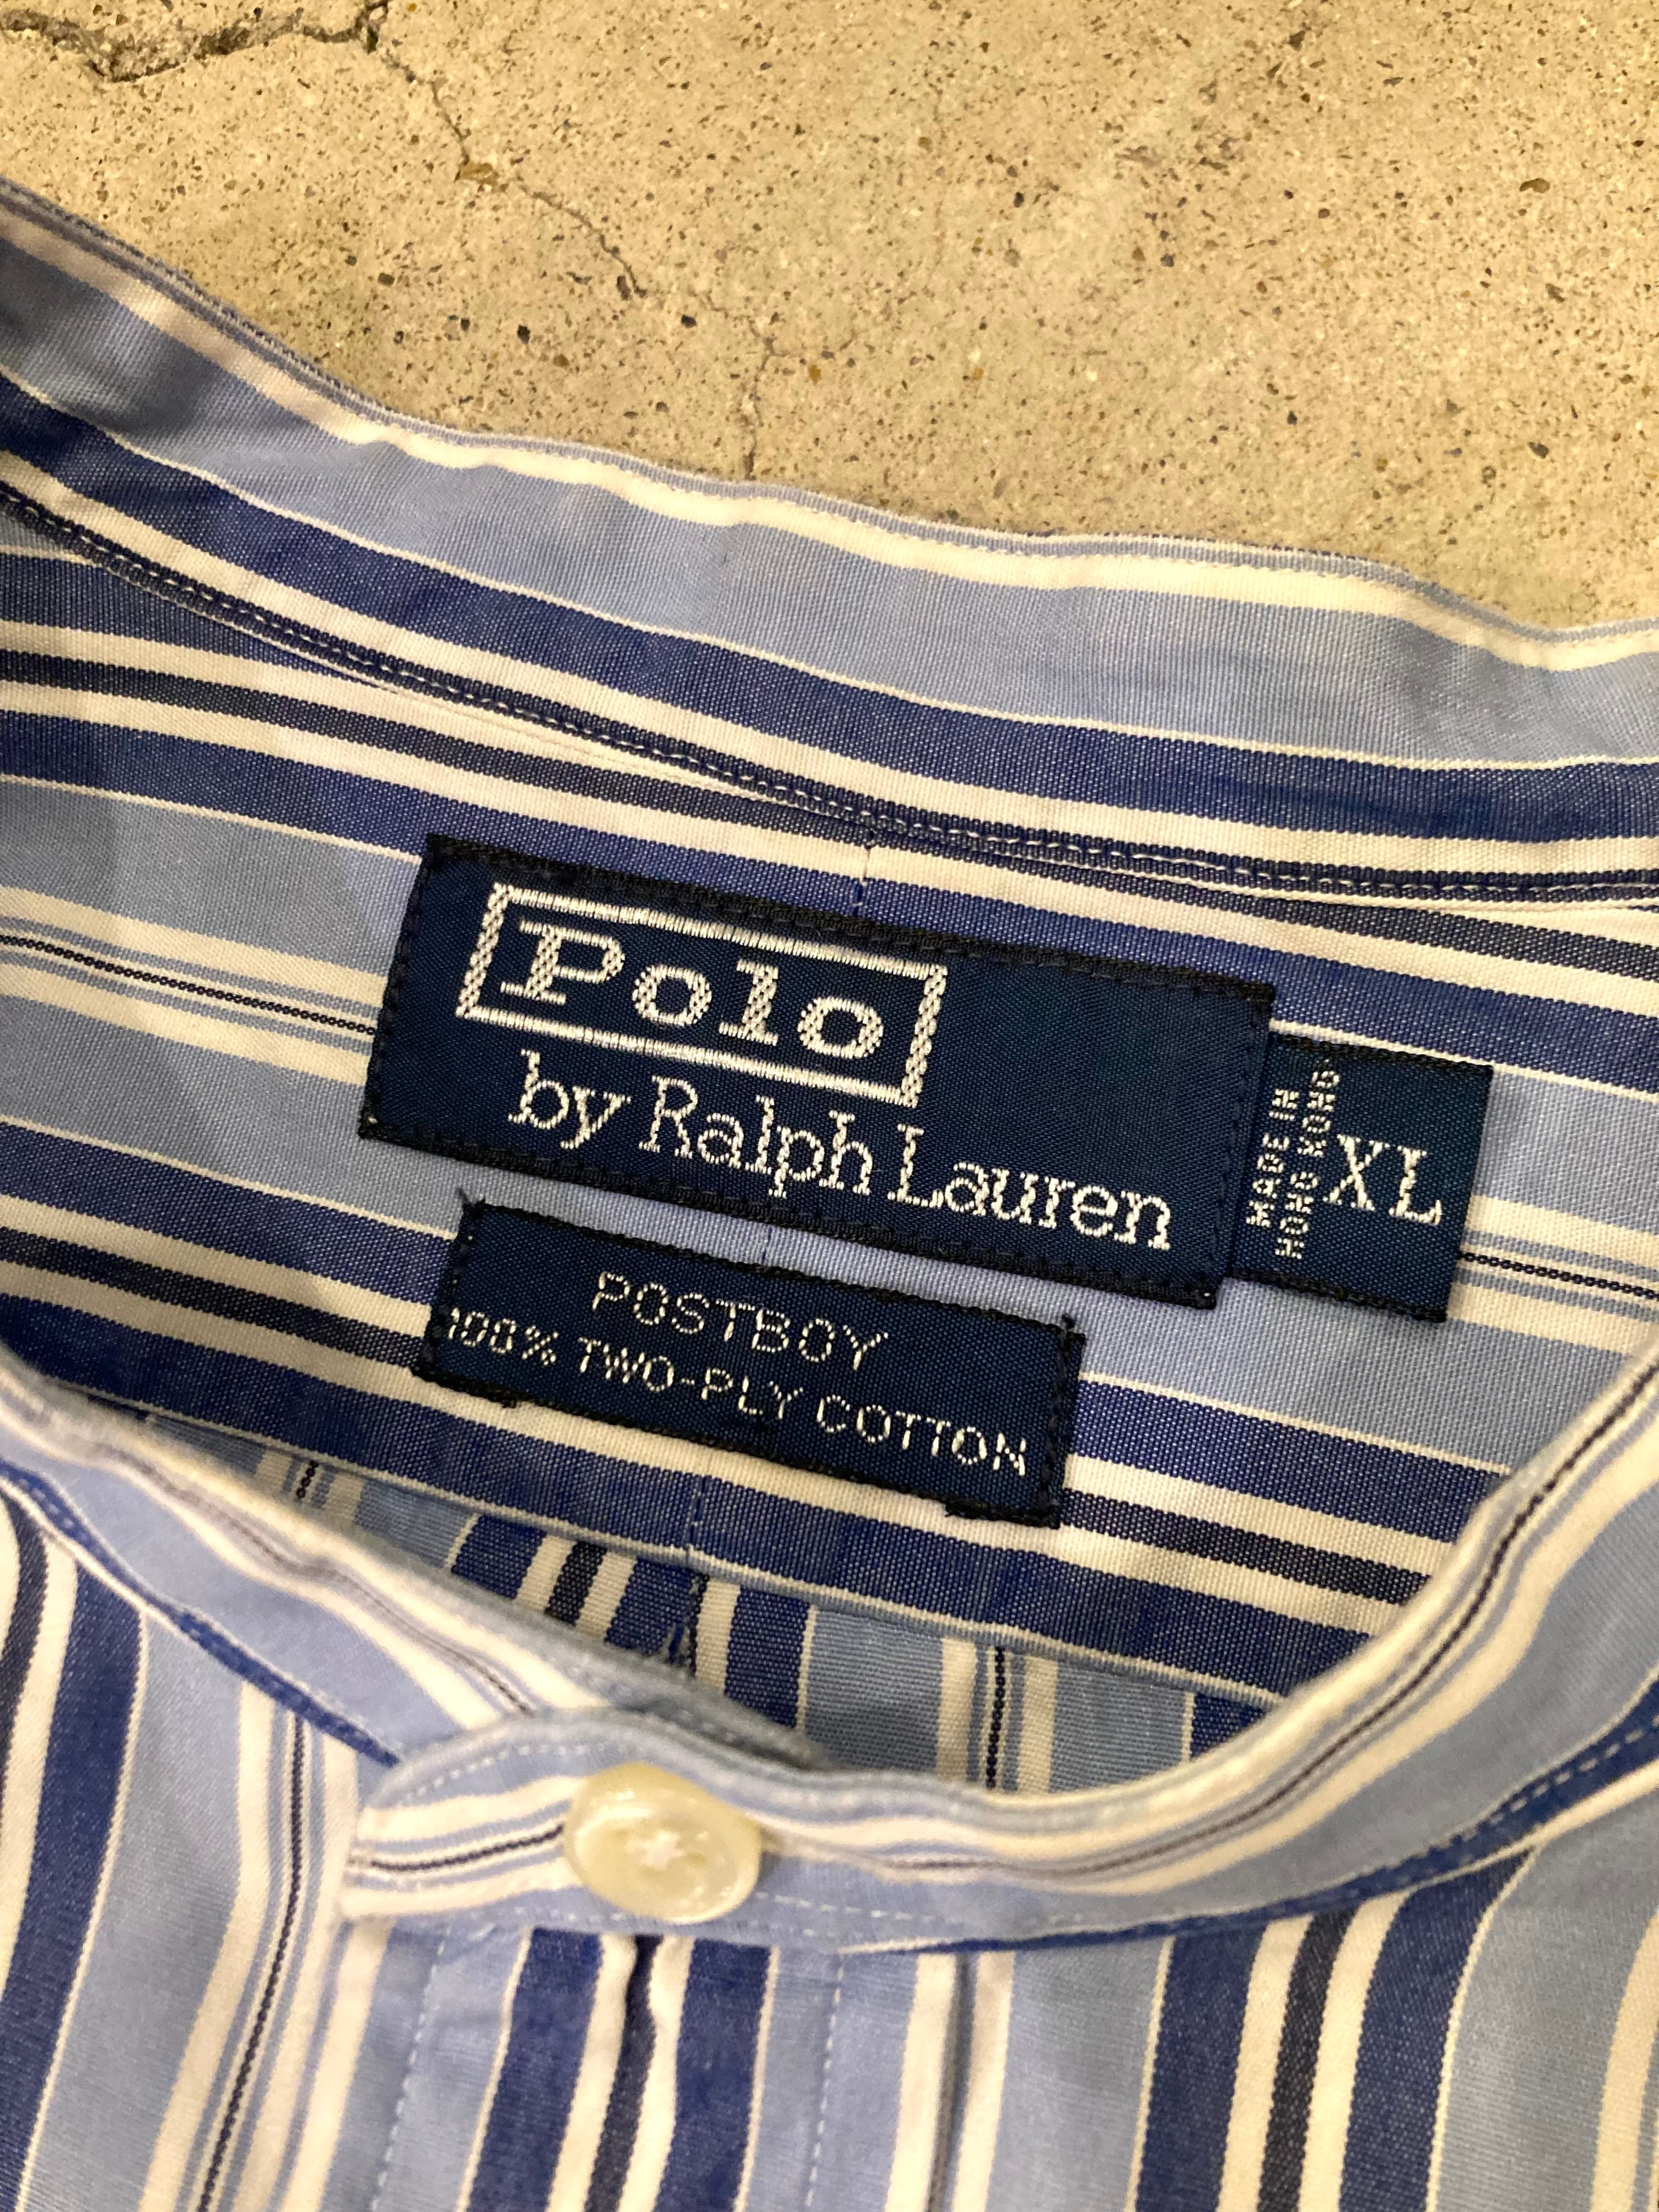 Polo
by Ralph Lauren
MADE IN
HONG KONG
XL
POSTBOY
100% TWO-PLY COTTON